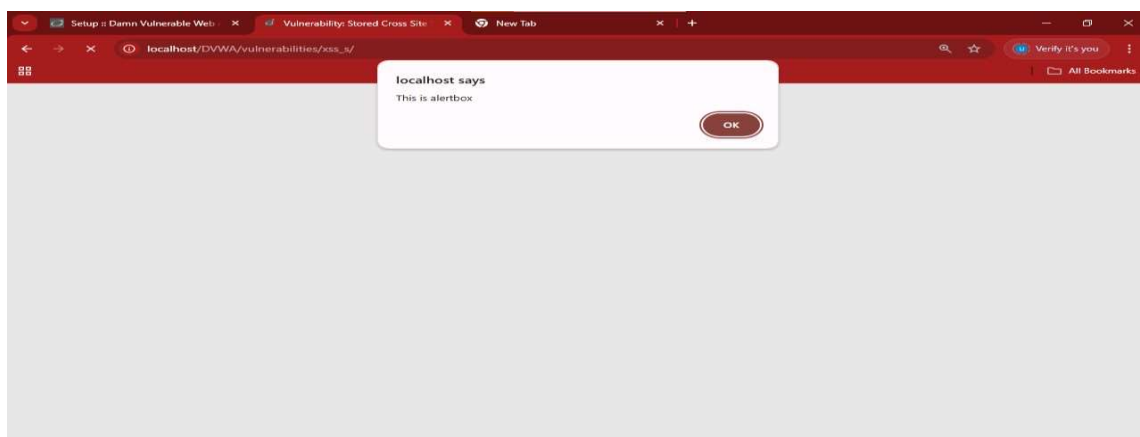 Setup :: Damn Vulnerable Web
Vulnerability: Stored Cross Site
New Tab
localhost/DVWA/vulnerabilities/xss_s/
Verify it's you
All Bookmarks
localhost says
This is alertbox
OK